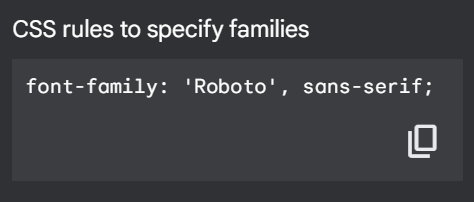 CSS rules to specify families
font-family: 'Roboto', sans-serif;